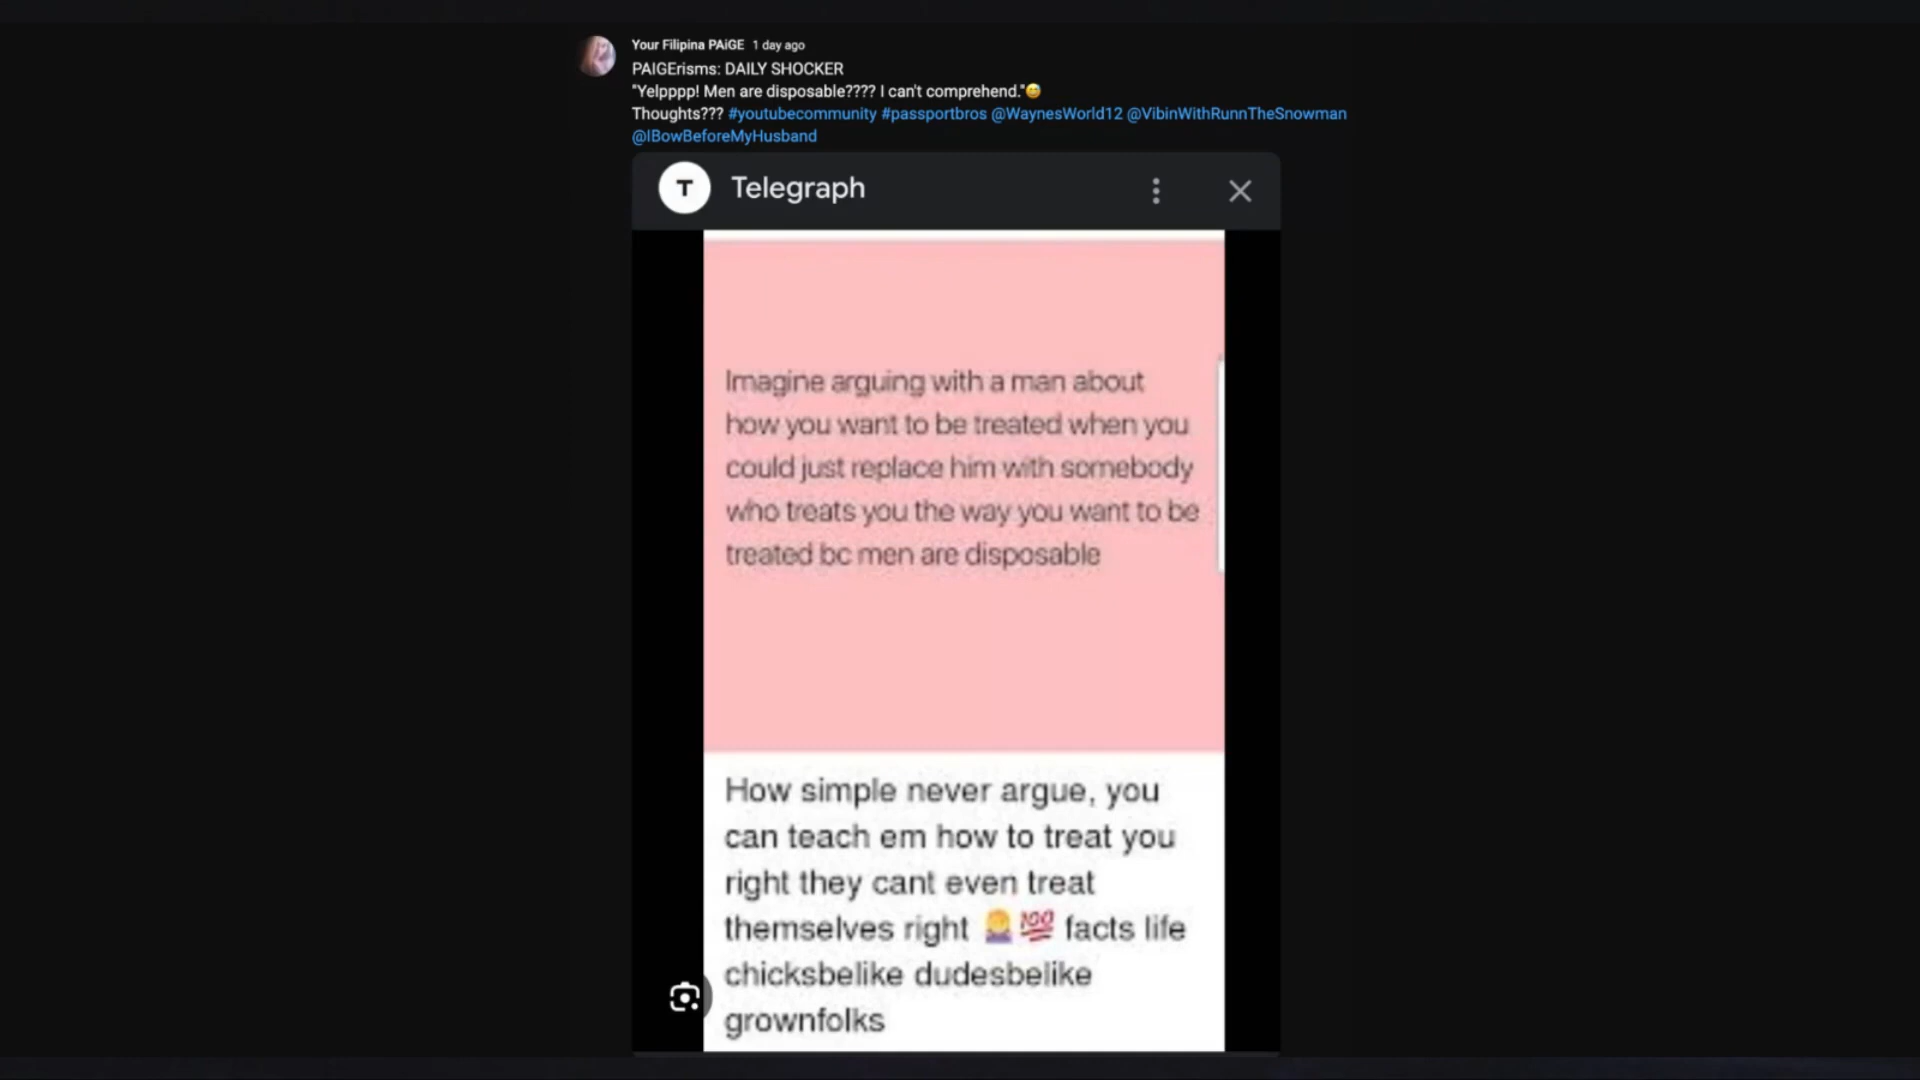 Your Filipina PAiGE 1 day ago
PAIGErisms: DAILY SHOCKER
"Yelpppp! Men are disposable???? I can't comprehend."😅
Thoughts??? #youtubecommunity #passportbros @WaynesWorld12 @VibinWithRunnTheSnowman
@IBowBeforeMyHusband
T Telegraph
Imagine arguing with a man about
how you want to be treated when you
could just replace him with somebody
who treats you the way you want to be
treated bc men are disposable
How simple never argue, you
can teach em how to treat you
right they cant even treat
themselves right 🤷‍♀️💯 facts life
chicksbelike dudesbelike
grownfolks